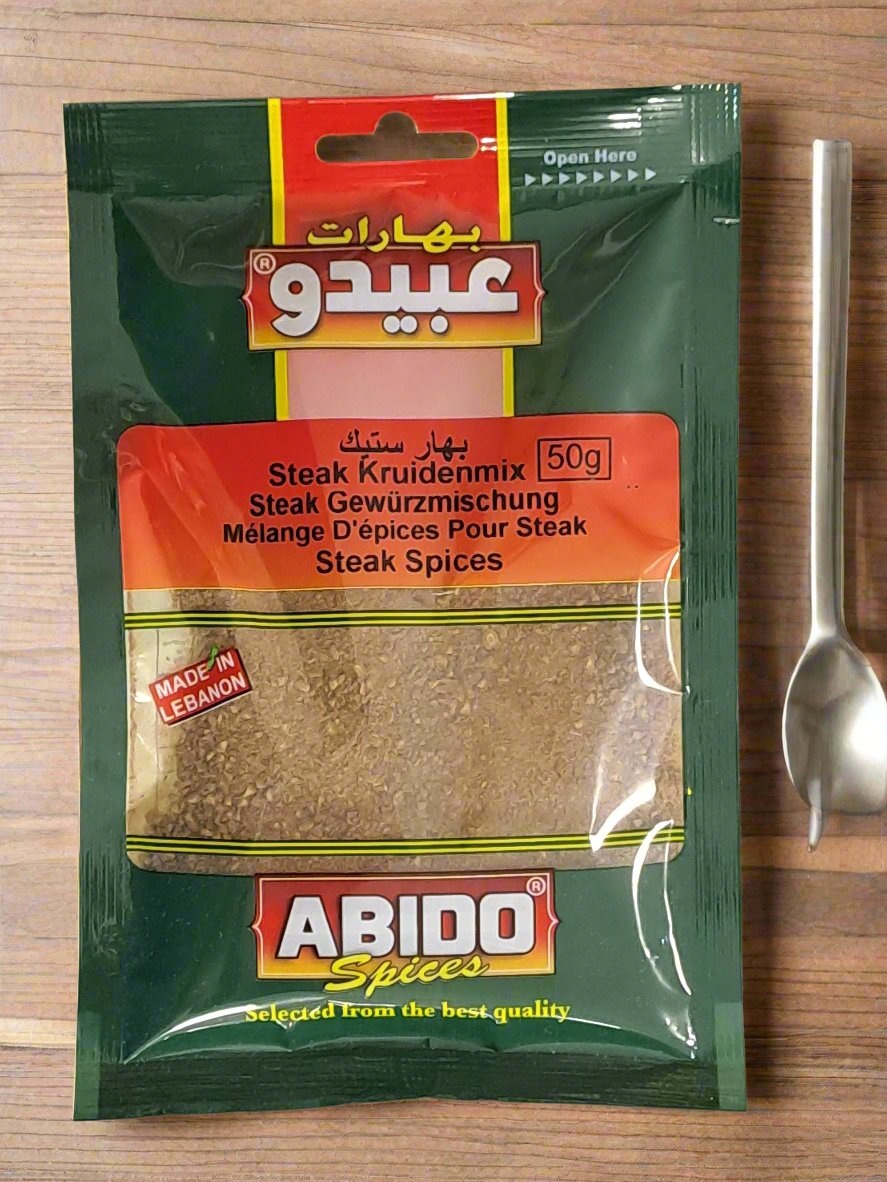 Open Here
بهارات
عبيدو®
بهار ستيك
Steak Kruidenmix 50g
Steak Gewürzmischung
Mélange D'épices Pour Steak
Steak Spices
MADE IN
LEBANON
ABIDO®
Spices
Selected from the best quality